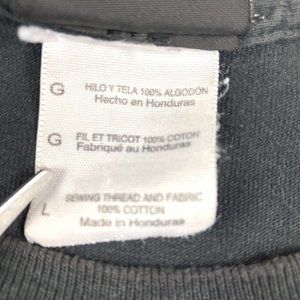 G HILO Y TELA 100% ALGODÓN
Hecho en Honduras
G FIL ET TRICOT 100% COTON
Fabriqué au Honduras
L SEWING THREAD AND FABRIC
100% COTTON
Made in Honduras